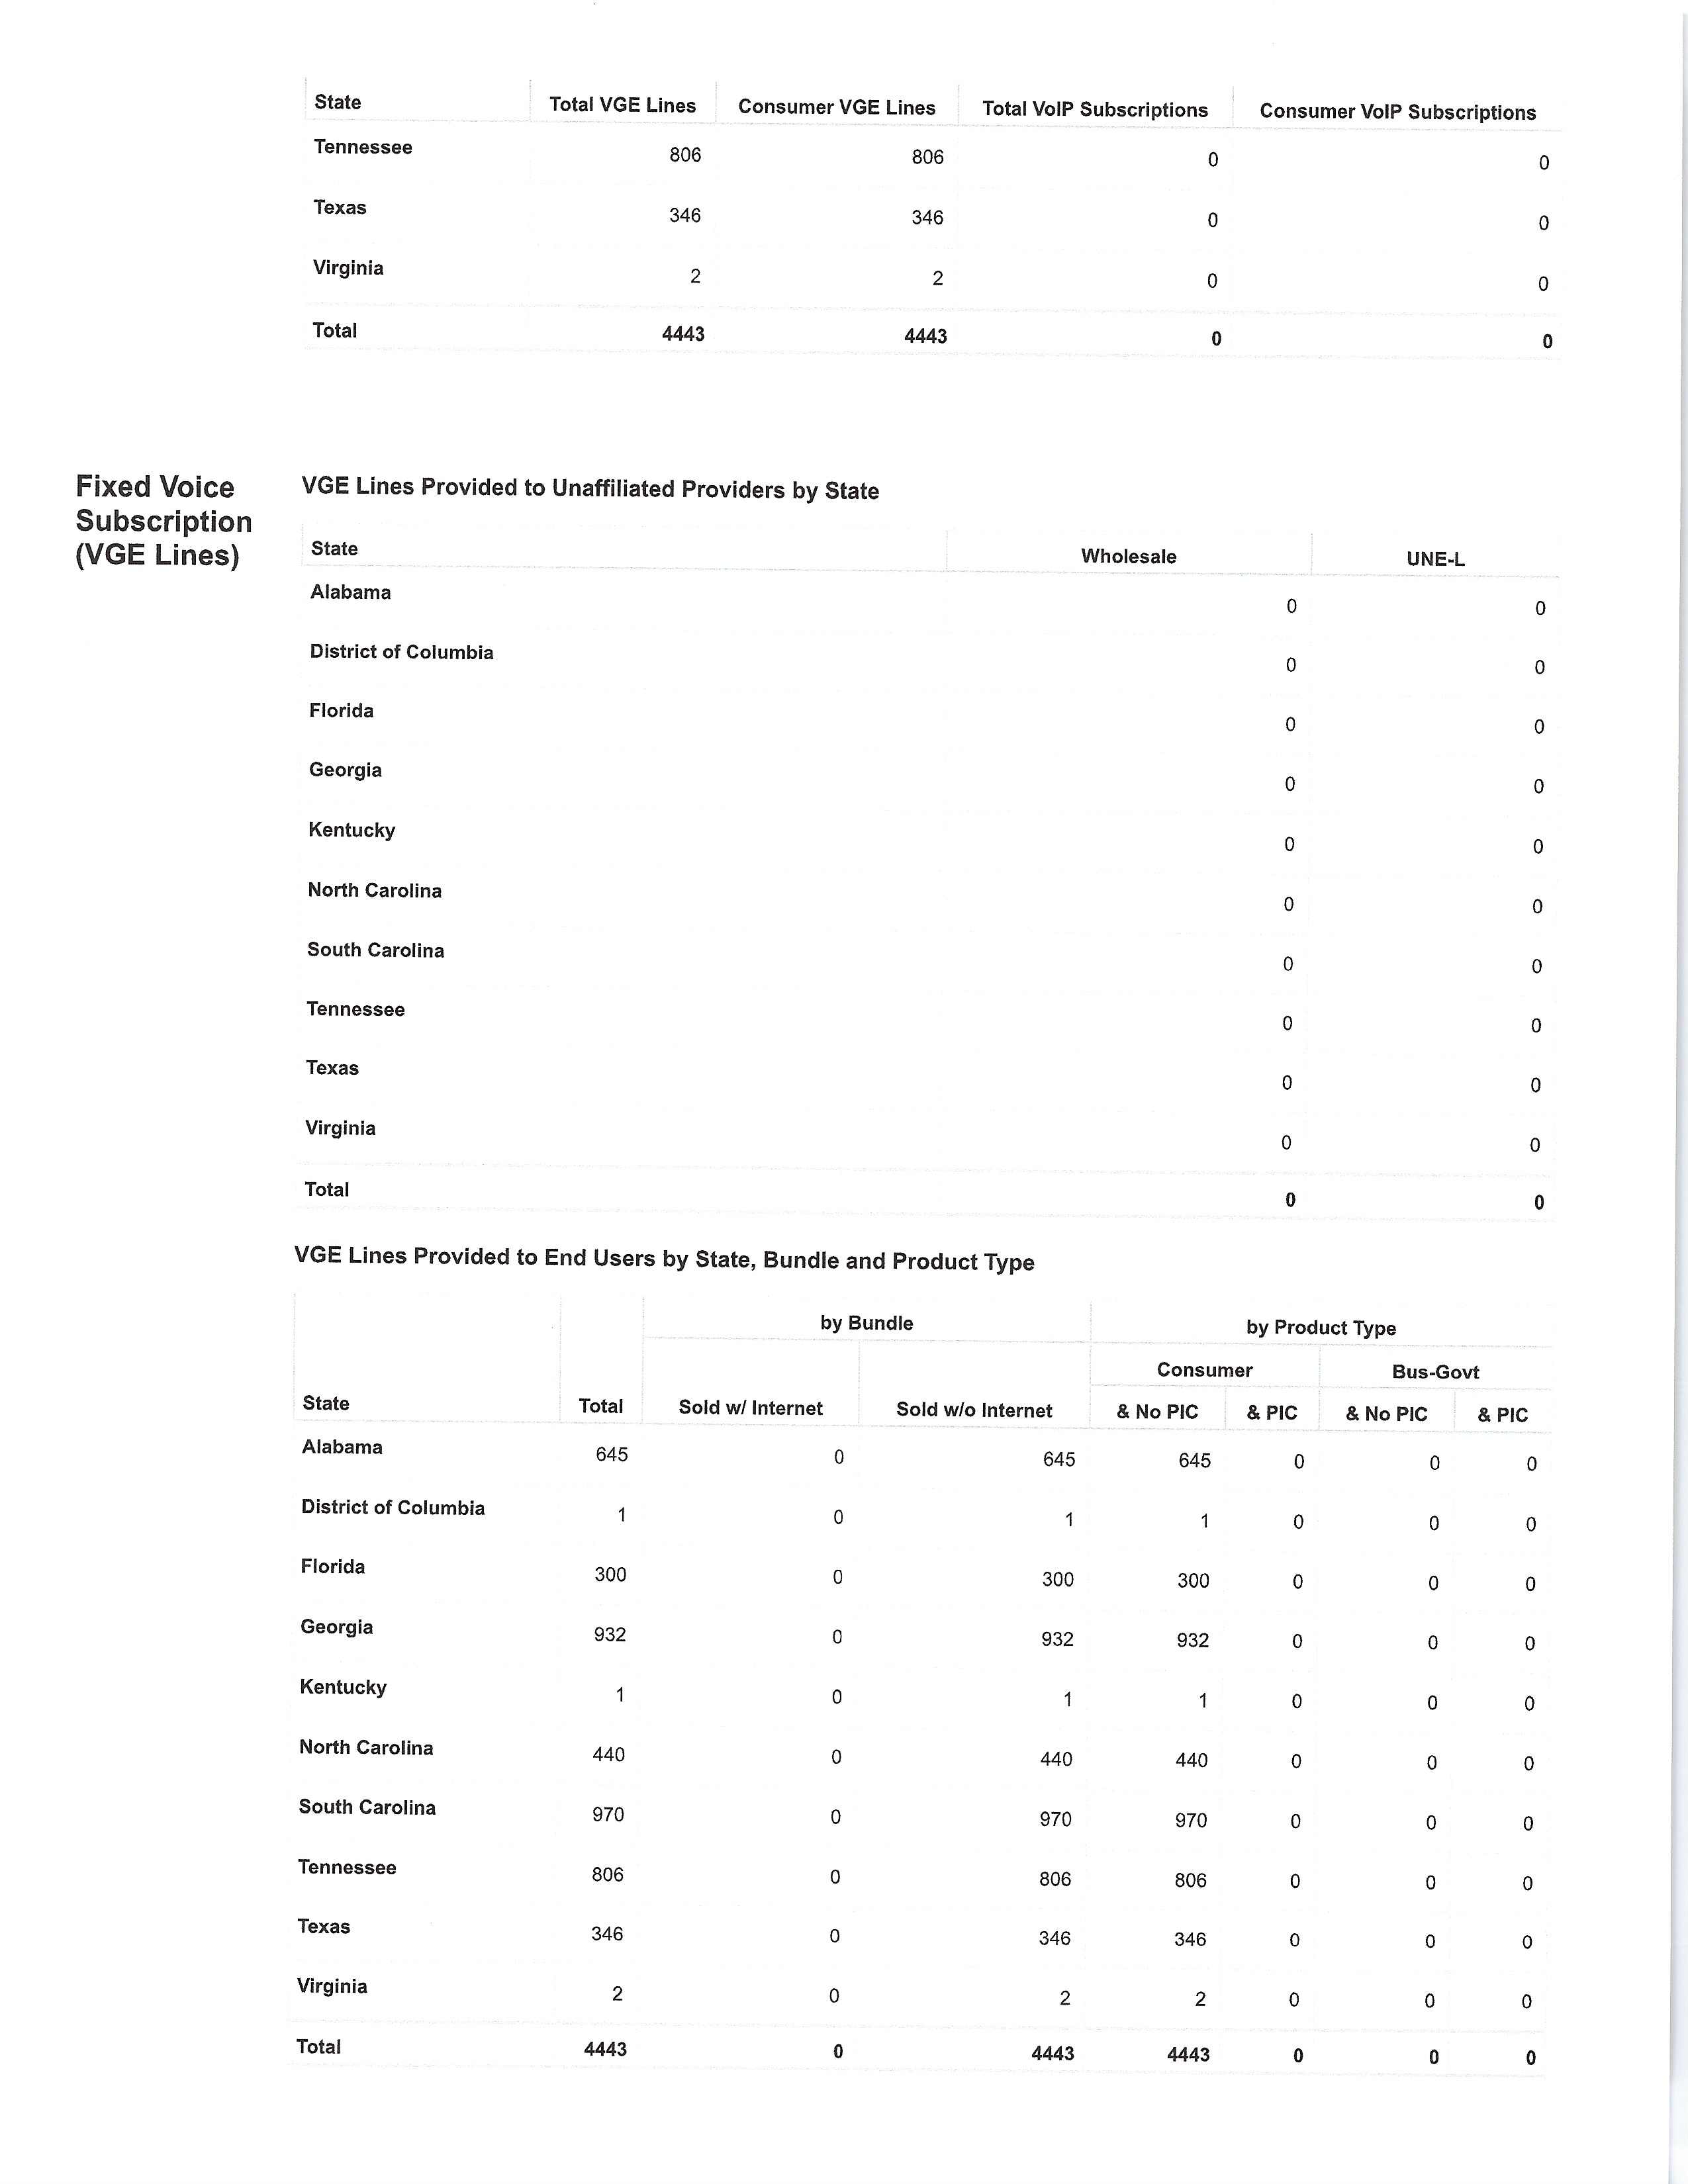 State Total VGE Lines Consumer VGE Lines Total VoIP Subscriptions Consumer VoIP Subscriptions
Tennessee 806 806 0 0
Texas 346 346 0 0
Virginia 2 2 0 0
Total 4443 4443 0 0
Fixed Voice
Subscription
(VGE Lines)
VGE Lines Provided to Unaffiliated Providers by State
State Wholesale UNE-L
Alabama 0 0
District of Columbia 0 0
Florida 0 0
Georgia 0 0
Kentucky 0 0
North Carolina 0 0
South Carolina 0 0
Tennessee 0 0
Texas 0 0
Virginia 0 0
Total 0 0
VGE Lines Provided to End Users by State, Bundle and Product Type
by Bundle by Product Type
Consumer Bus-Govt
State Total Sold w/ Internet Sold w/o Internet & No PIC & PIC & No PIC & PIC
Alabama 645 0 645 645 0 0 0
District of Columbia 1 0 1 1 0 0 0
Florida 300 0 300 300 0 0 0
Georgia 932 0 932 932 0 0 0
Kentucky 1 0 1 1 0 0 0
North Carolina 440 0 440 440 0 0 0
South Carolina 970 0 970 970 0 0 0
Tennessee 806 0 806 806 0 0 0
Texas 346 0 346 346 0 0 0
Virginia 2 0 2 2 0 0 0
Total 4443 0 4443 4443 0 0 0